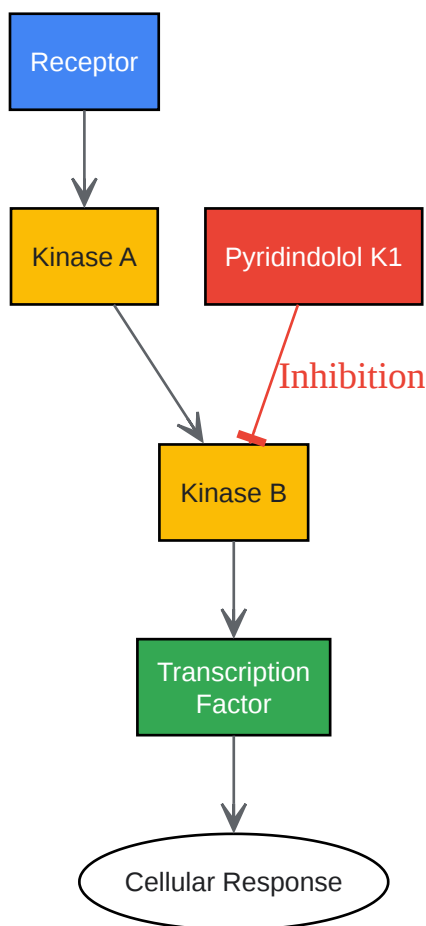 Receptor
Kinase A
Pyridindolol K1
Inhibition
Kinase B
Transcription
Factor
Cellular Response